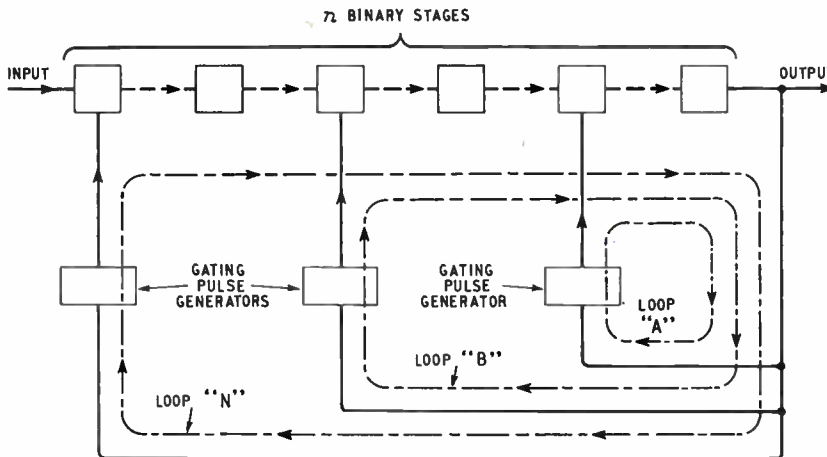 n BINARY STAGES
INPUT
OUTPUT
GATING
PULSE
GENERATORS
GATING
PULSE
GENERATOR
LOOP
"A"
LOOP "B"
LOOP "N"